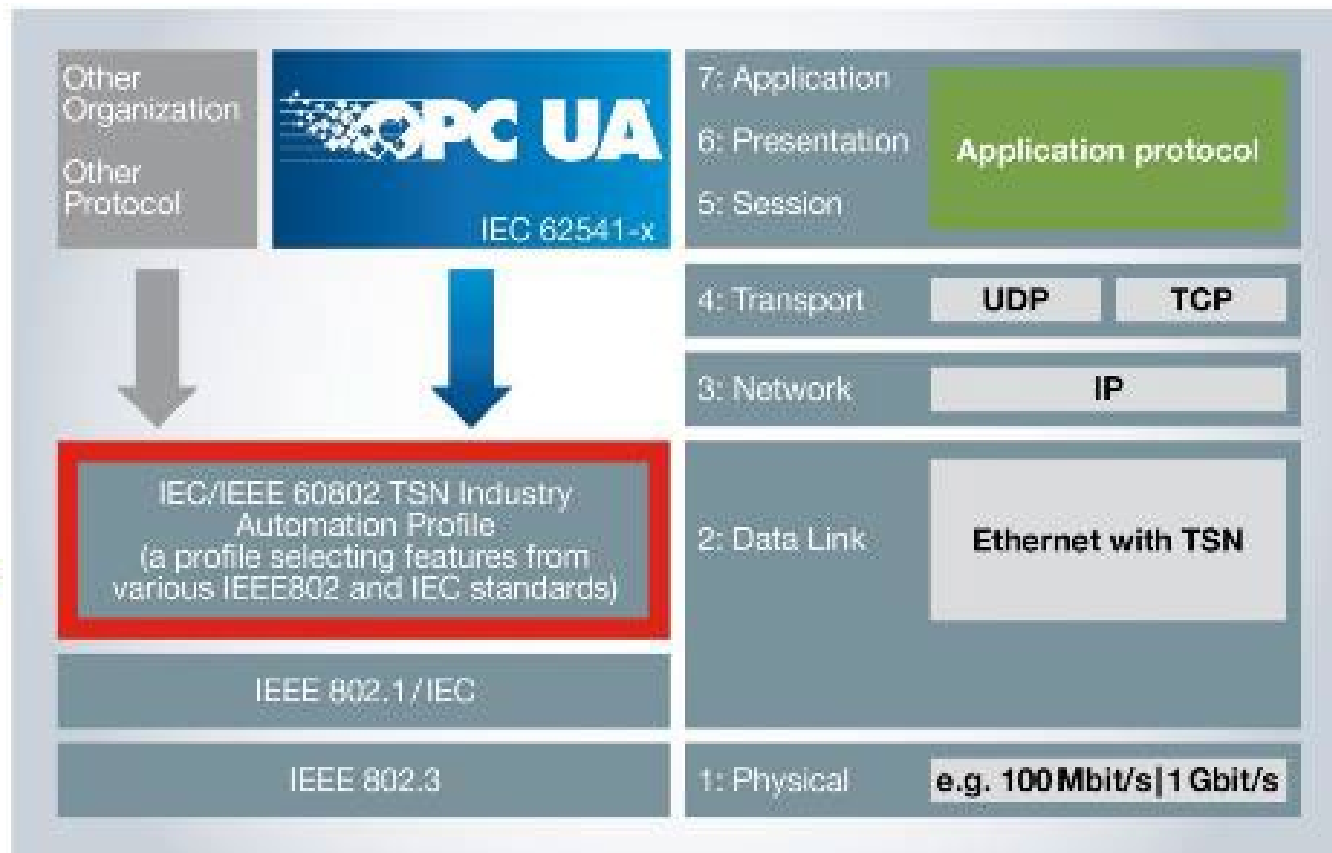 Other
Organization
Other
Protocol
OPC UA
IEC 62541-x
7: Application
6: Presentation
5: Session
Application protocol
4: Transport
UDP
TCP
3: Network
IP
IEC/IEEE 60802 TSN Industry
Automation Profile
(a profile selecting features from
various IEEE802 and IEC standards)
2: Data Link
Ethernet with TSN
IEEE 802.1/IEC
IEEE 802.3
1: Physical
e.g. 100 Mbit/s|1 Gbit/s